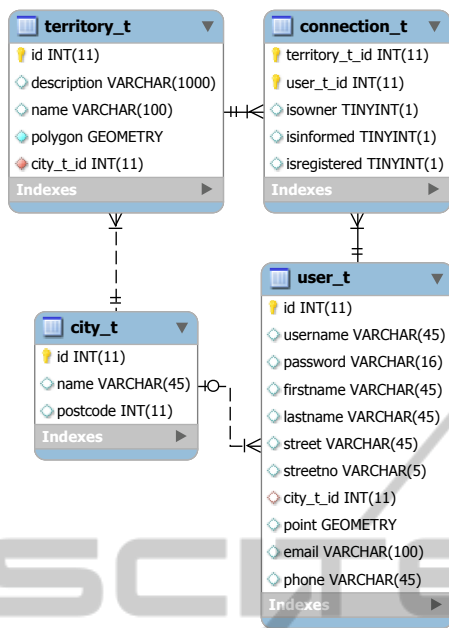 territory_t
id INT(11)
description VARCHAR(1000)
name VARCHAR(100)
polygon GEOMETRY
city_t_id INT(11)
Indexes
connection_t
territory_t_id INT(11)
user_t_id INT(11)
isowner TINYINT(1)
isinformed TINYINT(1)
isregistered TINYINT(1)
Indexes
city_t
id INT(11)
name VARCHAR(45)
postcode INT(11)
Indexes
user_t
id INT(11)
username VARCHAR(45)
password VARCHAR(16)
firstname VARCHAR(45)
lastname VARCHAR(45)
street VARCHAR(45)
streetno VARCHAR(5)
city_t_id INT(11)
point GEOMETRY
email VARCHAR(100)
phone VARCHAR(45)
Indexes